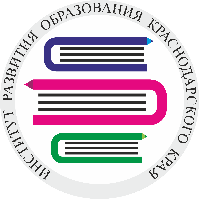 ИНСТИТУТ РАЗВИТИЯ ОБРАЗОВАНИЯ КРАСНОДАРСКОГО КРАЯ